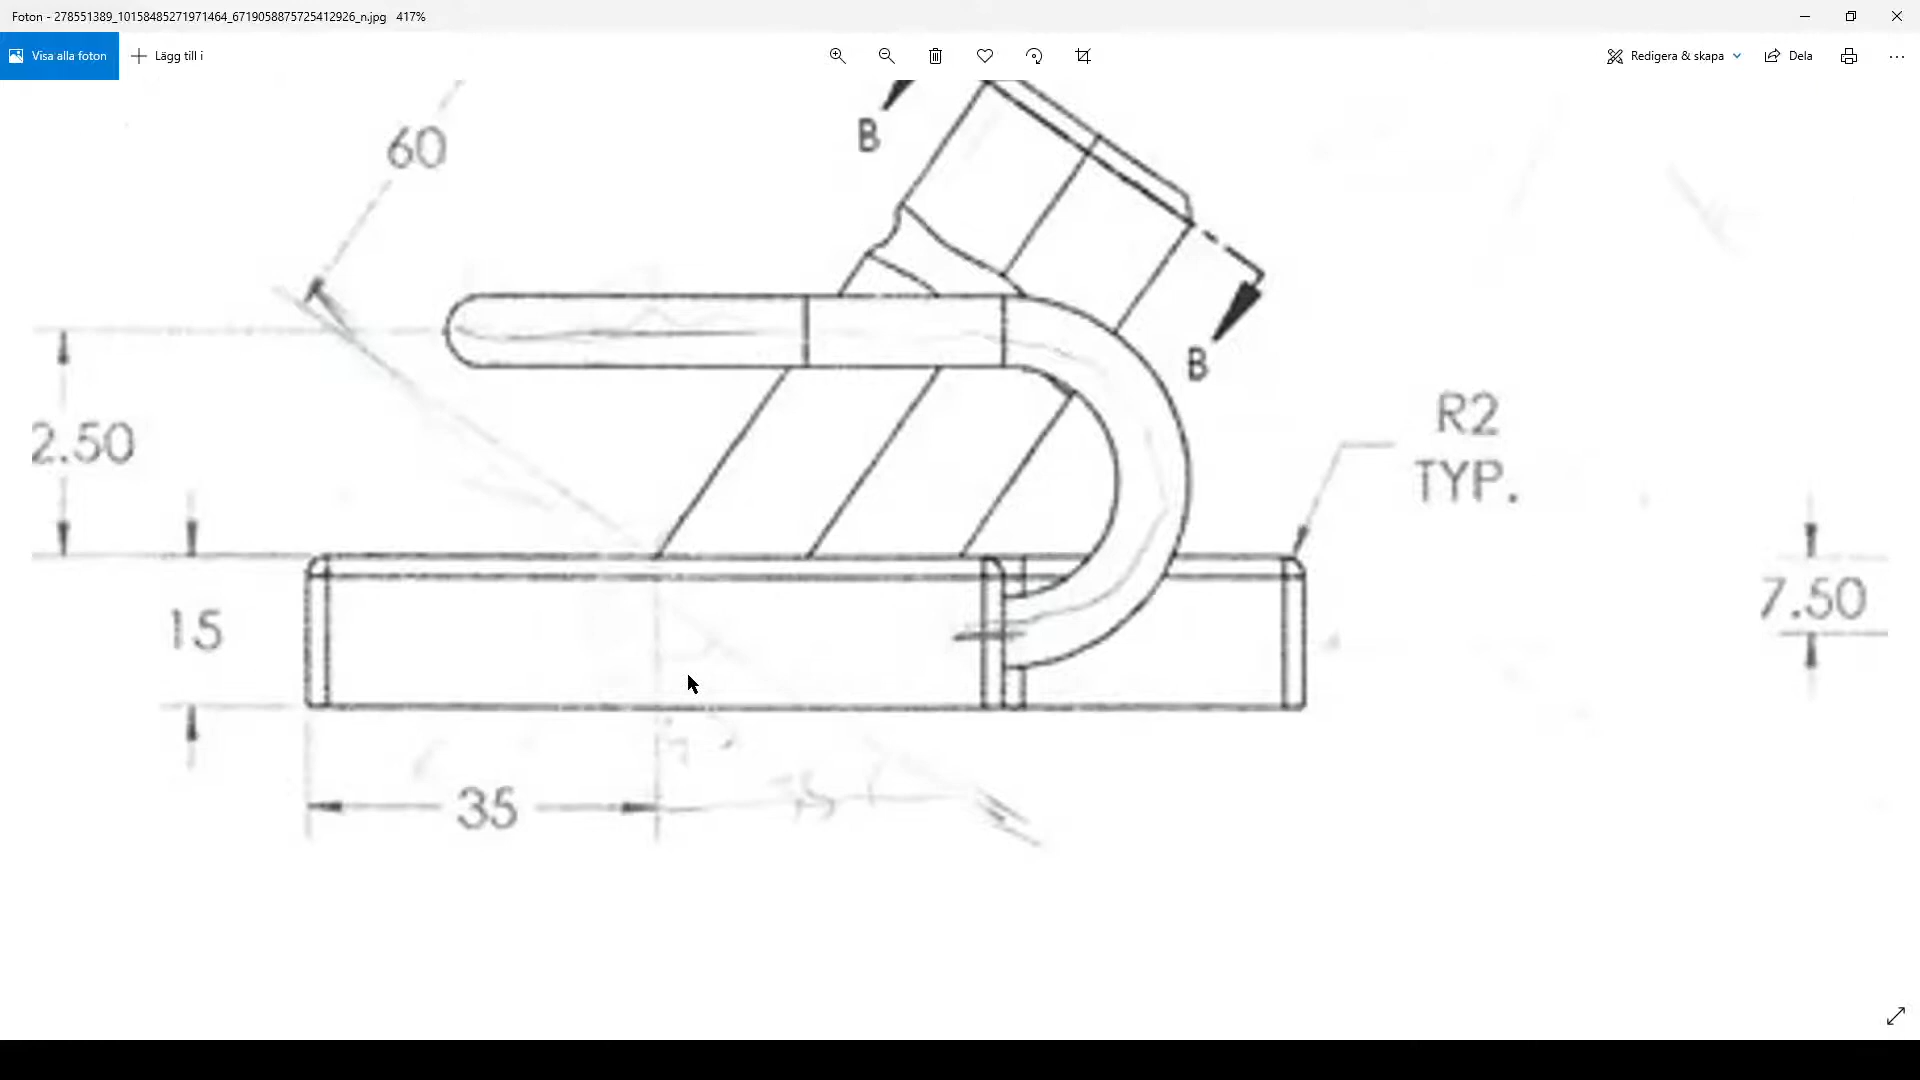 Foton - 278551389_10158485271971464_6719058875725412926_n.jpg 417%
Visa alla foton
Lägg till i
Redigera & skapa
Dela
60
B
B
2.50
R2
TYP.
15
7.50
35